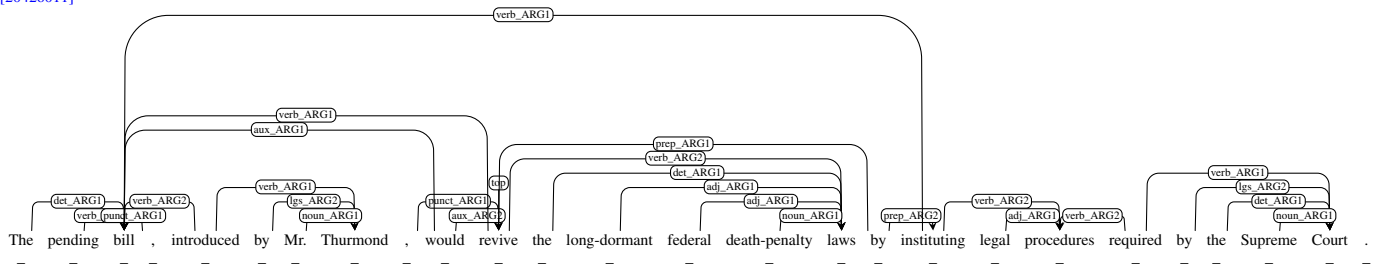 [20428011]
verb_ARG1
verb_ARG1
aux_ARG1
prep_ARG1
verb_ARG2
det_ARG1
verb_ARG1
top
verb_ARG1
adj_ARG1
lgs_ARG2
det_ARG1 verb_ARG2 lgs_ARG2 punct_ARG1 adj_ARG1 verb_ARG2 det_ARG1
punct_ARG1 noun_ARG1 aux_ARG2 noun_ARG1 prep_ARG2 adj_ARG1 verb_ARG2 noun_ARG1
The pending bill , introduced by Mr. Thurmond , would revive the long-dormant federal death-penalty laws by instituting legal procedures required by the Supreme Court .
_ _ _ _ _ _ _ _ _ _ _ _ _ _ _ _ _ _ _ _ _ _ _ _ _ _